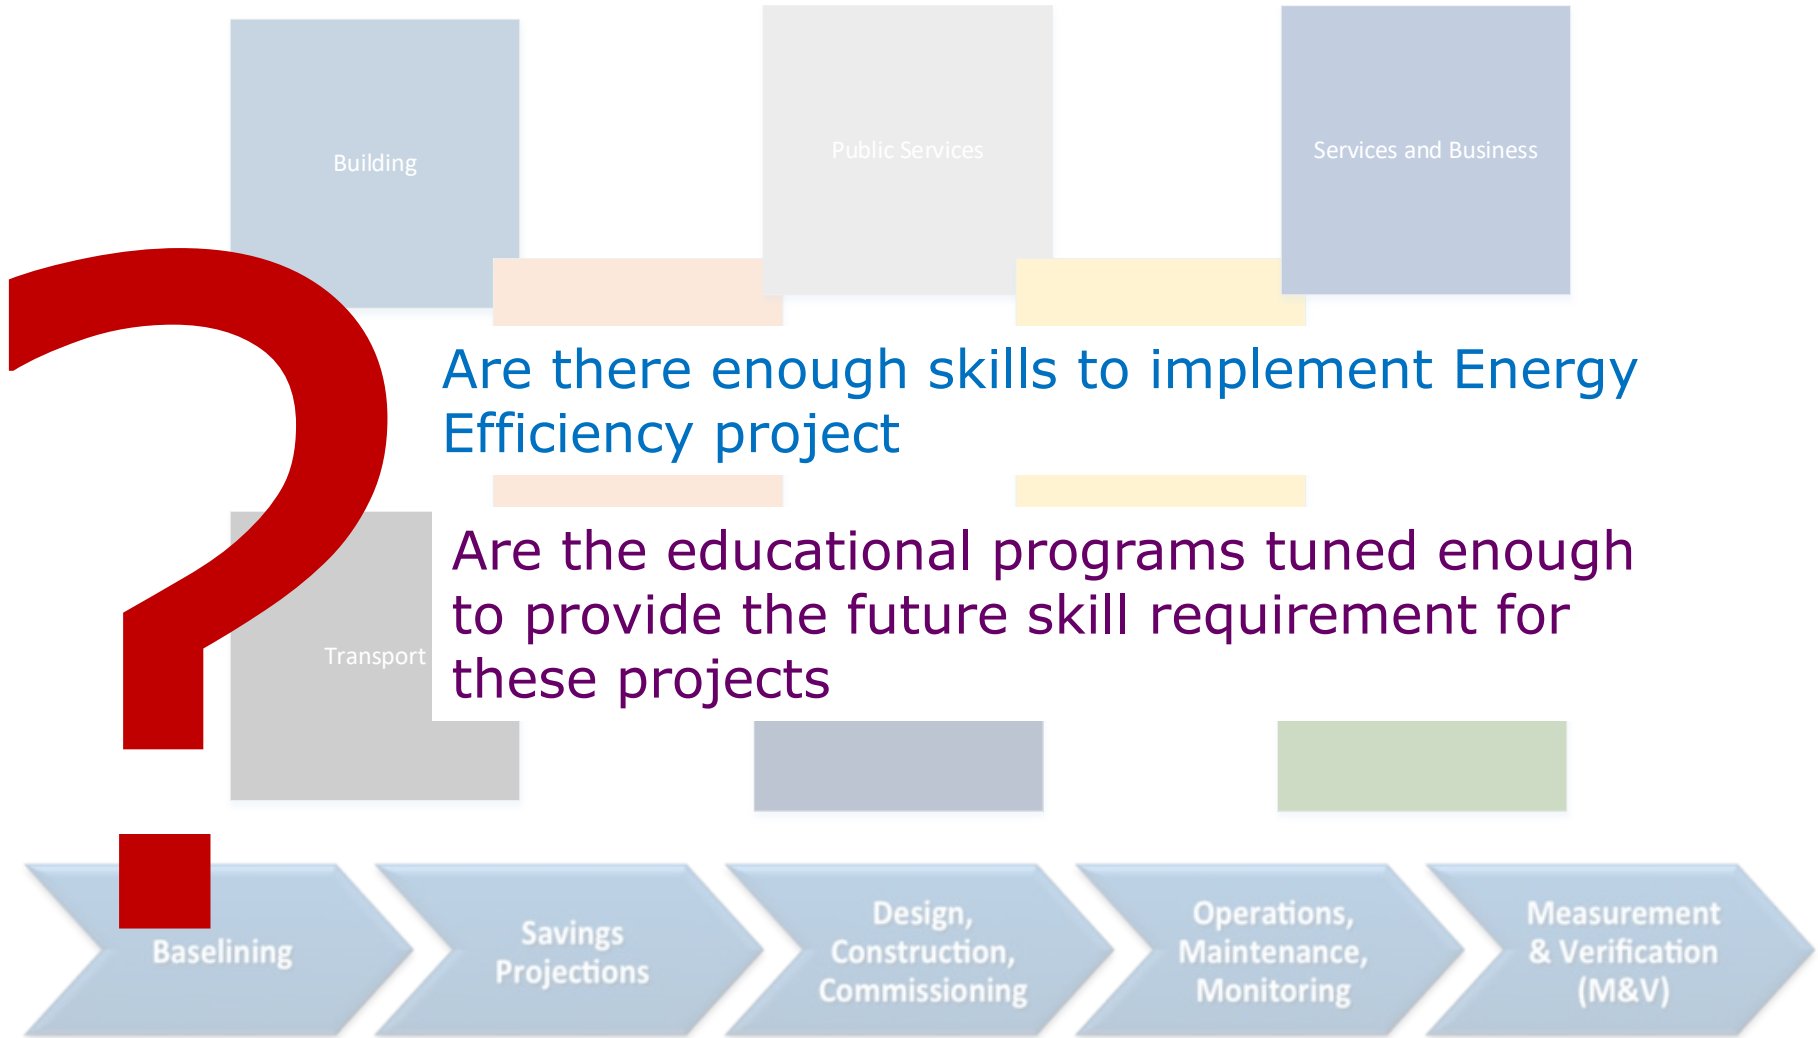 Building
Public Services
Services and Business
?
Are there enough skills to implement Energy
Efficiency project
Are the educational programs tuned enough
to provide the future skill requirement for
these projects
Transport
Baselining
Savings
Projections
Design,
Construction,
Commissioning
Operations,
Maintenance,
Monitoring
Measurement
& Verification
(M&V)